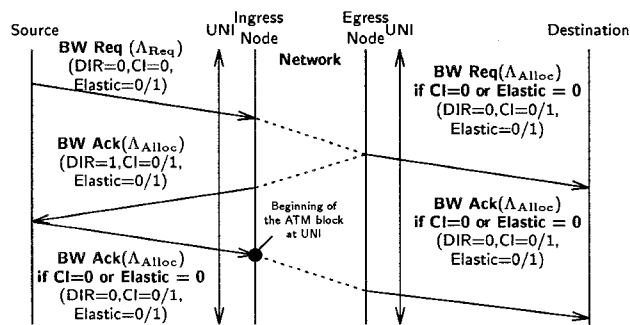 Source
UNI
Ingress
Node
Network
Egress
Node
UNI
Destination
BW Req (Λ_Req)
(DIR=0,CI=0,
Elastic=0/1)
BW Req(Λ_Alloc)
if CI=0 or Elastic = 0
(DIR=0,CI=0/1,
Elastic=0/1)
BW Ack(Λ_Alloc)
(DIR=1,CI=0/1,
Elastic=0/1)
Beginning of
the ATM block
at UNI
BW Ack(Λ_Alloc)
if CI=0 or Elastic = 0
(DIR=0,CI=0/1,
Elastic=0/1)
BW Ack(Λ_Alloc)
if CI=0 or Elastic = 0
(DIR=0,CI=0/1,
Elastic=0/1)